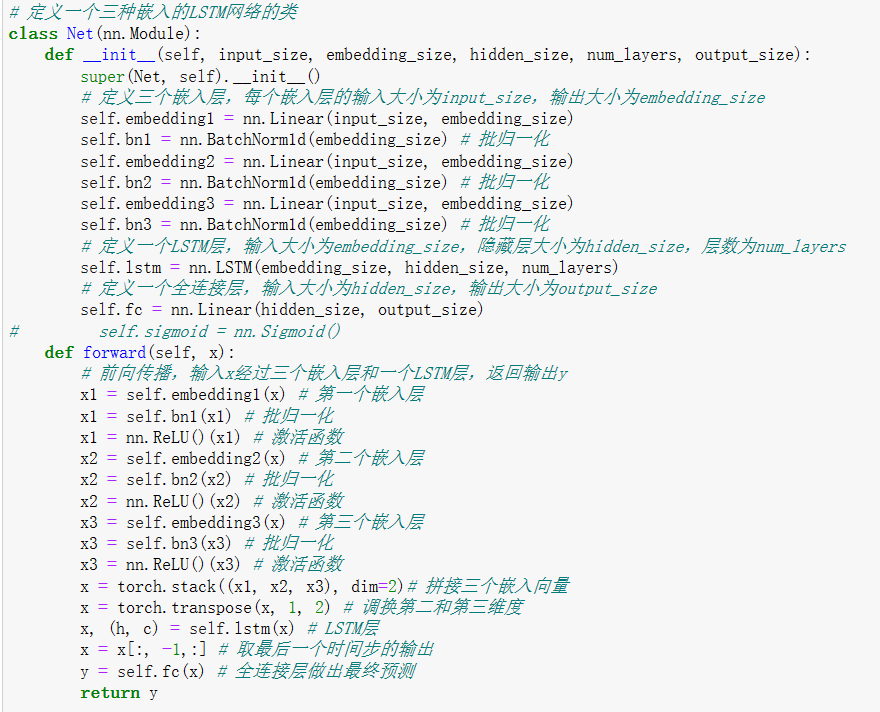 # 定义一个三种嵌入的LSTM网络的类
class Net(nn.Module):
    def __init__(self, input_size, embedding_size, hidden_size, num_layers, output_size):
        super(Net, self).__init__()
        # 定义三个嵌入层，每个嵌入层的输入大小为input_size，输出大小为embedding_size
        self.embedding1 = nn.Linear(input_size, embedding_size)
        self.bn1 = nn.BatchNorm1d(embedding_size) # 批归一化
        self.embedding2 = nn.Linear(input_size, embedding_size)
        self.bn2 = nn.BatchNorm1d(embedding_size) # 批归一化
        self.embedding3 = nn.Linear(input_size, embedding_size)
        self.bn3 = nn.BatchNorm1d(embedding_size) # 批归一化
        # 定义一个LSTM层，输入大小为embedding_size，隐藏层大小为hidden_size，层数为num_layers
        self.lstm = nn.LSTM(embedding_size, hidden_size, num_layers)
        # 定义一个全连接层，输入大小为hidden_size，输出大小为output_size
        self.fc = nn.Linear(hidden_size, output_size)
#         self.sigmoid = nn.Sigmoid()
    def forward(self, x):
        # 前向传播，输入x经过三个嵌入层和一个LSTM层，返回输出y
        x1 = self.embedding1(x) # 第一个嵌入层
        x1 = self.bn1(x1) # 批归一化
        x1 = nn.ReLU()(x1) # 激活函数
        x2 = self.embedding2(x) # 第二个嵌入层
        x2 = self.bn2(x2) # 批归一化
        x2 = nn.ReLU()(x2) # 激活函数
        x3 = self.embedding3(x) # 第三个嵌入层
        x3 = self.bn3(x3) # 批归一化
        x3 = nn.ReLU()(x3) # 激活函数
        x = torch.stack((x1, x2, x3), dim=2)# 拼接三个嵌入向量
        x = torch.transpose(x, 1, 2) # 调换第二和第三维度
        x, (h, c) = self.lstm(x) # LSTM层
        x = x[:, -1,:] # 取最后一个时间步的输出
        y = self.fc(x) # 全连接层做出最终预测
        return y